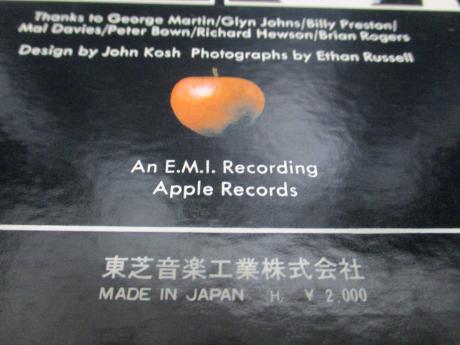 Thanks to George Martin/Glyn Johns/Billy Preston/
Mal Davies/Peter Bown/Richard Hewson/Brian Rogers
Design by John Kosh Photographs by Ethan Russell
An E.M.I. Recording
Apple Records
東芝音楽工業株式会社
MADE IN JAPAN H. ¥ 2,000